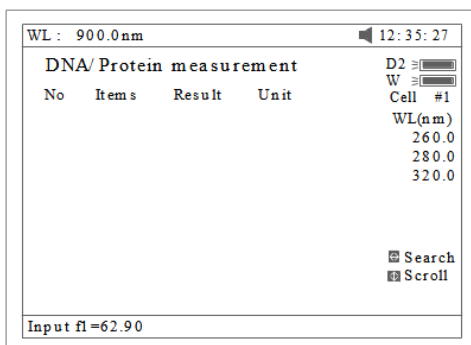 WL: 900.0nm 12:35:27
DNA/Protein measurement
No Items Result Unit
D2
W
Cell #1
WL(nm)
260.0
280.0
320.0
Search
Scroll
Input f1=62.90